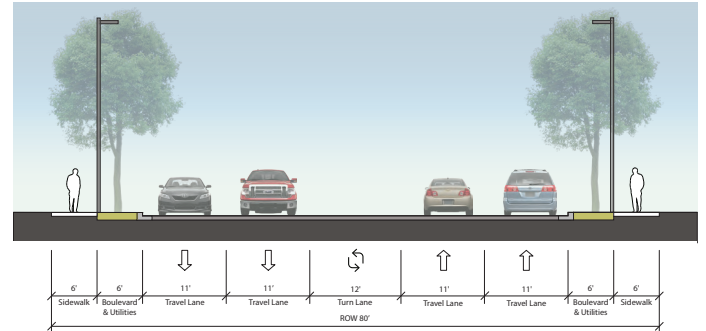 6' 6' 11' 11' 12' 11' 11' 6' 6'
Sidewalk Boulevard Travel Lane Travel Lane Turn Lane Travel Lane Travel Lane Boulevard Sidewalk
& Utilities & Utilities
ROW 80'